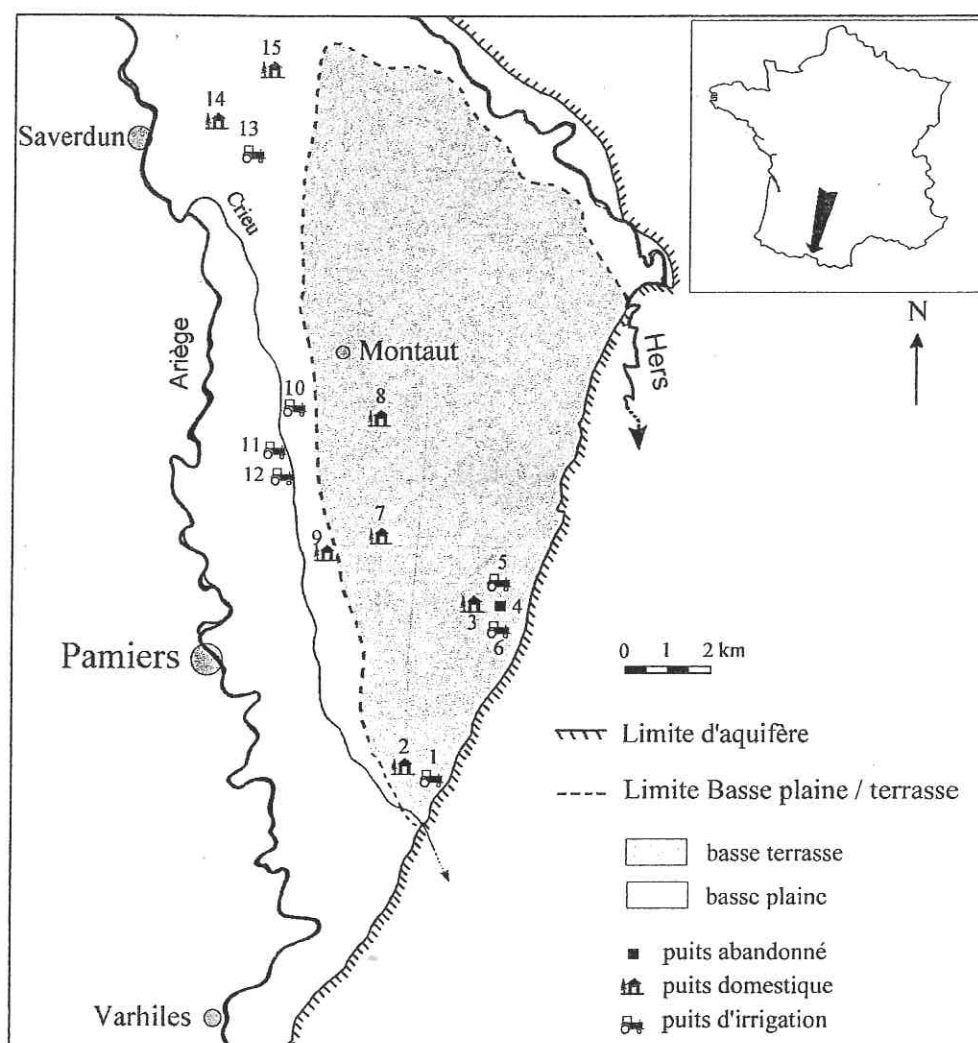 15
14
13
Saverdun
Crieu
Ariège
Montaut
N
Hers
10
8
11
12
7
9
5
4
3
6
Pamiers
0 1 2 km
Limite d'aquifère
2
1
Limite Basse plaine / terrasse
basse terrasse
basse plaine
puits abandonné
puits domestique
Varhiles
puits d'irrigation